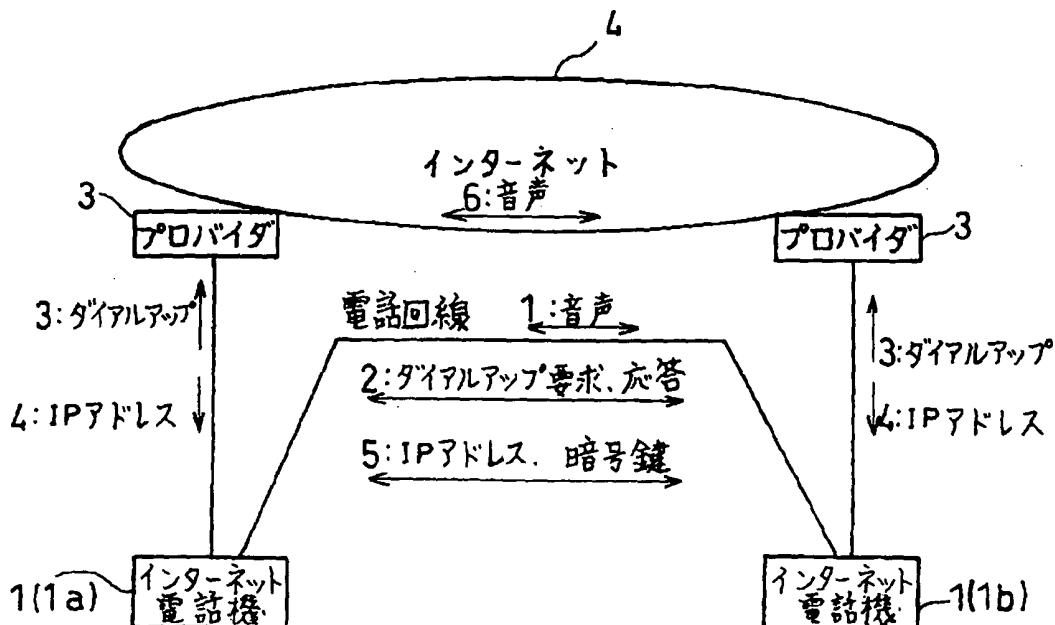 4
インターネット
6:音声
3
プロバイダ
プロバイダ
3
3:ダイアルアップ
電話回線
1:音声
3:ダイアルアップ
2:ダイアルアップ要求、応答
4:IPアドレス
4:IPアドレス
5:IPアドレス、暗号鍵
1(1a)
インターネット
電話機
インターネット
電話機
1(1b)